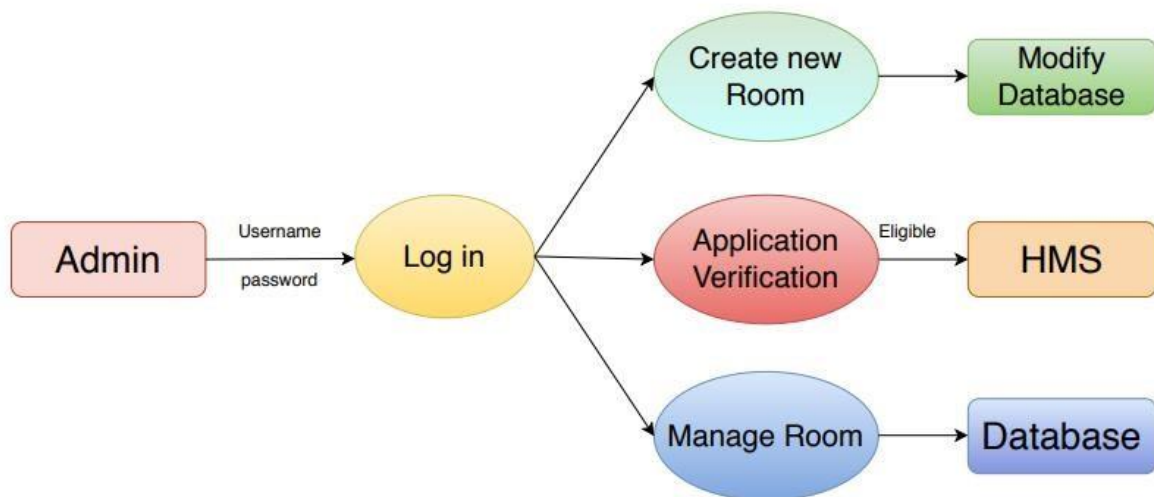 Create new
Room
Modify
Database
Admin
Username
password
Log in
Application
Verification
Eligible
HMS
Manage Room
Database